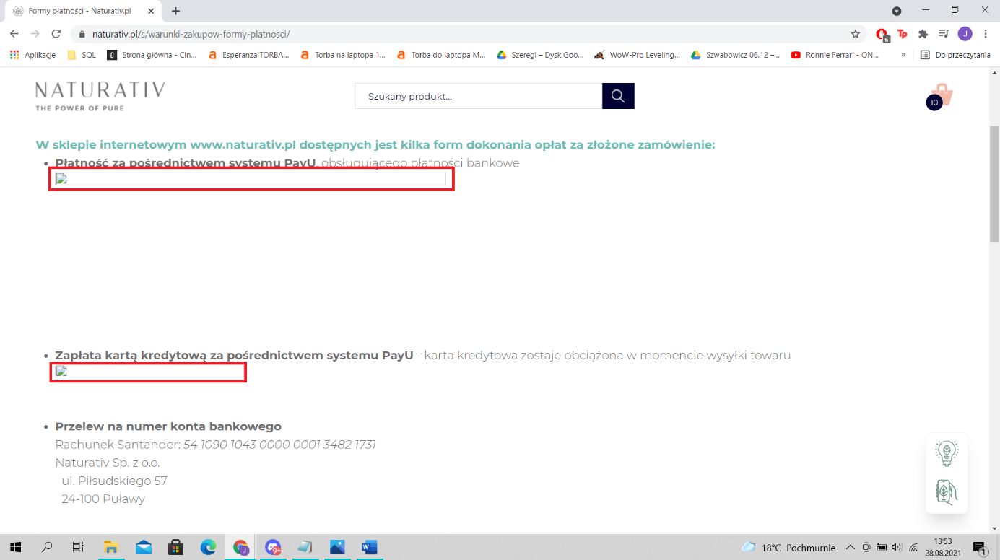 Formy płatności - Naturativ.pl
naturativ.pl/s/warunki-zakupow-formy-platnosci/
6
Tp
J
Aplikacje
SQL
C Strona główna - Cin...
a Esperanza TORBA...
a Torba na laptopa 1...
a Torba do laptopa M...
Szeregi – Dysk Goo...
WoW-Pro Leveling...
Szwabowicz 06.12 –...
Ronnie Ferrari - ON...
»
Do przeczytania
NATURATIV
THE POWER OF PURE
Szukany produkt...
10
W sklepie internetowym www.naturativ.pl dostępnych jest kilka form dokonania opłat za złożone zamówienie:
• Płatność za pośrednictwem systemu PayU, obsługującego płatności bankowe
• Zapłata kartą kredytową za pośrednictwem systemu PayU - karta kredytowa zostaje obciążona w momencie wysyłki towaru
• Przelew na numer konta bankowego
Rachunek Santander: 54 1090 1043 0000 0001 3482 1731
Naturativ Sp. z o.o.
ul. Piłsudskiego 57
24-100 Puławy
J
9+
W
18°C Pochmurnie
13:53
28.08.2021
1